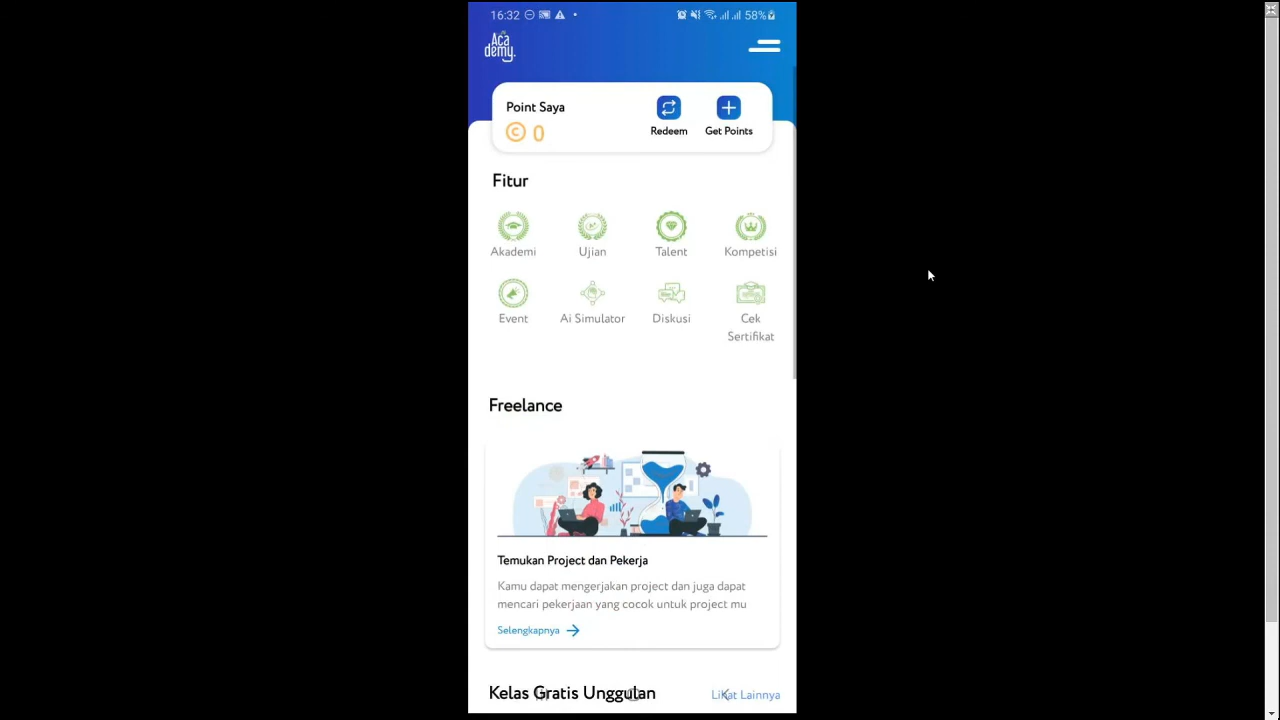 16:32
58%
Aca
demy.
Point Saya
0
Redeem
Get Points
Fitur
Akademi
Ujian
Talent
Kompetisi
Event
Ai Simulator
Diskusi
Cek
Sertifikat
Freelance
Temukan Project dan Pekerja
Kamu dapat mengerjakan project dan juga dapat
mencari pekerjaan yang cocok untuk project mu
Selengkapnya
Kelas Gratis Unggulan
Lihat Lainnya